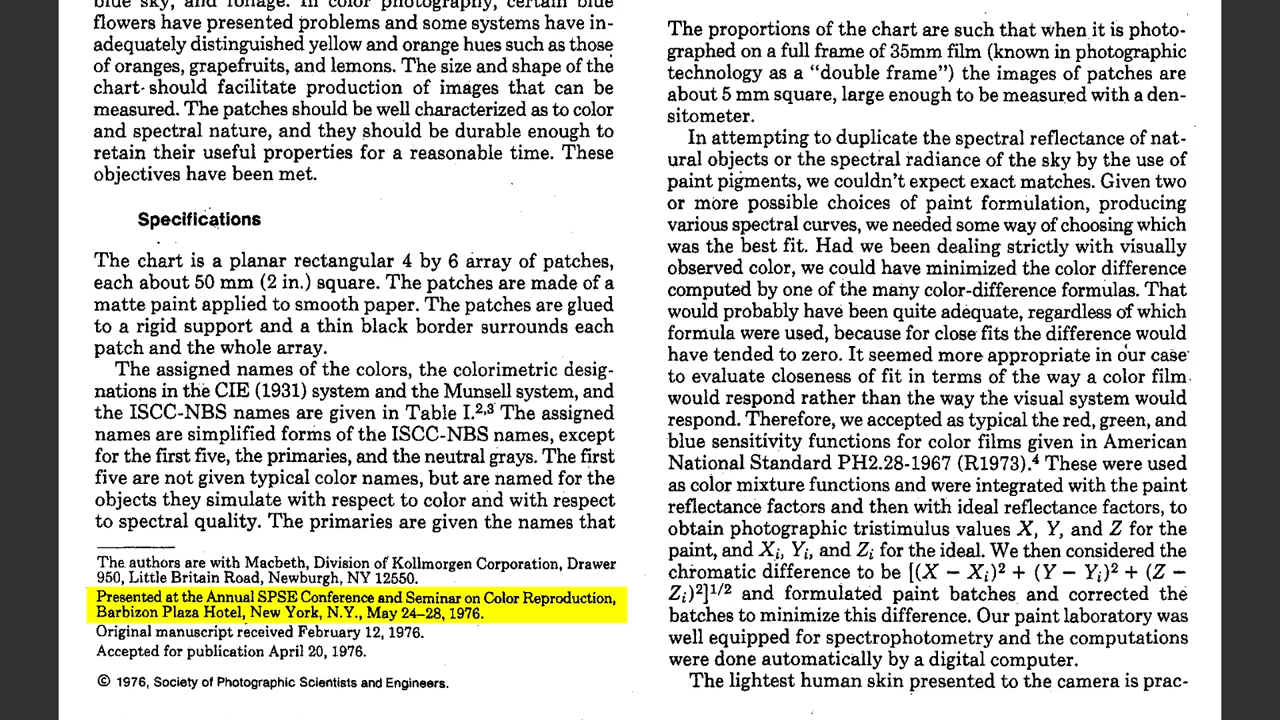 blue sky, and foliage. In color photography, certain blue
flowers have presented problems and some systems have in-
adequately distinguished yellow and orange hues such as those
of oranges, grapefruits, and lemons. The size and shape of the
chart should facilitate production of images that can be
measured. The patches should be well characterized as to color
and spectral nature, and they should be durable enough to
retain their useful properties for a reasonable time. These
objectives have been met.
Specifications
The chart is a planar rectangular 4 by 6 array of patches,
each about 50 mm (2 in.) square. The patches are made of a
matte paint applied to smooth paper. The patches are glued
to a rigid support and a thin black border surrounds each
patch and the whole array.
The assigned names of the colors, the colorimetric desig-
nations in the CIE (1931) system and the Munsell system, and
the ISCC-NBS names are given in Table I.2,3 The assigned
names are simplified forms of the ISCC-NBS names, except
for the first five, the primaries, and the neutral grays. The first
five are not given typical color names, but are named for the
objects they simulate with respect to color and with respect
to spectral quality. The primaries are given the names that
The authors are with Macbeth, Division of Kollmorgen Corporation, Drawer
950, Little Britain Road, Newburgh, NY 12550.
Presented at the Annual SPSE Conference and Seminar on Color Reproduction,
Barbizon Plaza Hotel, New York, N.Y., May 24–28, 1976.
Original manuscript received February 12, 1976.
Accepted for publication April 20, 1976.
© 1976, Society of Photographic Scientists and Engineers.
The proportions of the chart are such that when it is photo-
graphed on a full frame of 35mm film (known in photographic
technology as a “double frame”) the images of patches are
about 5 mm square, large enough to be measured with a den-
sitometer.
In attempting to duplicate the spectral reflectance of nat-
ural objects or the spectral radiance of the sky by the use of
paint pigments, we couldn’t expect exact matches. Given two
or more possible choices of paint formulation, producing
various spectral curves, we needed some way of choosing which
was the best fit. Had we been dealing strictly with visually
observed color, we could have minimized the color difference
computed by one of the many color-difference formulas. That
would probably have been quite adequate, regardless of which
formula were used, because for close fits the difference would
have tended to zero. It seemed more appropriate in our case
to evaluate closeness of fit in terms of the way a color film
would respond rather than the way the visual system would
respond. Therefore, we accepted as typical the red, green, and
blue sensitivity functions for color films given in American
National Standard PH2.28-1967 (R1973).4 These were used
as color mixture functions and were integrated with the paint
reflectance factors and then with ideal reflectance factors, to
obtain photographic tristimulus values X, Y, and Z for the
paint, and Xi, Yi, and Zi for the ideal. We then considered the
chromatic difference to be [(X − Xi)2 + (Y − Yi)2 + (Z −
Zi)2]1/2 and formulated paint batches and corrected the
batches to minimize this difference. Our paint laboratory was
well equipped for spectrophotometry and the computations
were done automatically by a digital computer.
The lightest human skin presented to the camera is prac-